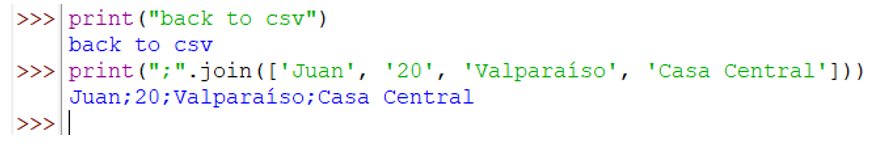 >>> print("back to csv")
back to csv
>>> print(";".join(['Juan', '20', 'Valparaíso', 'Casa Central']))
Juan;20;Valparaíso;Casa Central
>>>